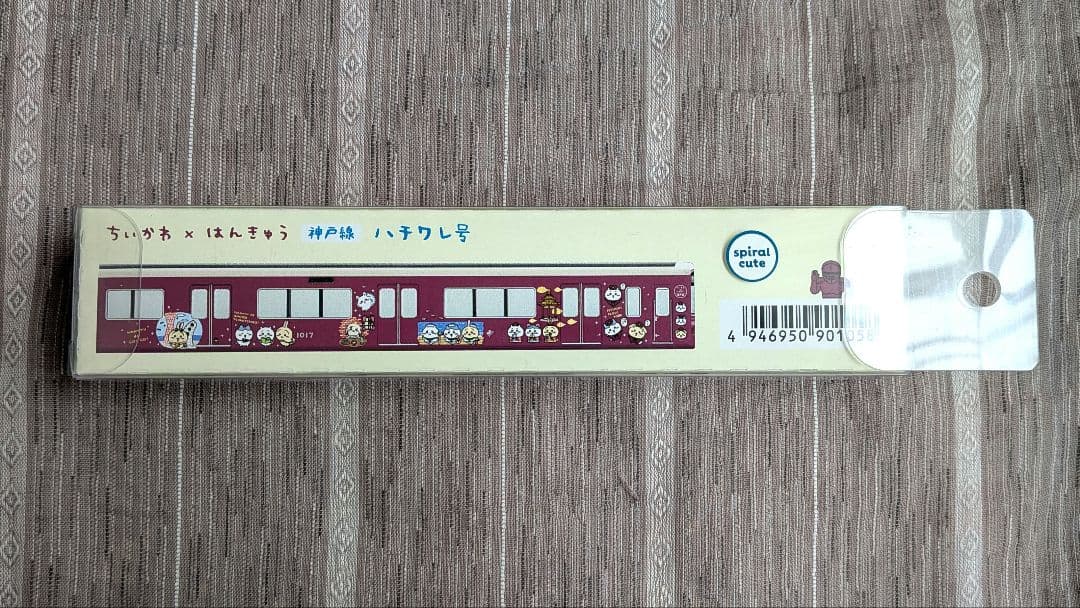 ちいかわ × はんきゅう 神戸線 ハチワレ号
spiral
cute
1017
4 946950 901058